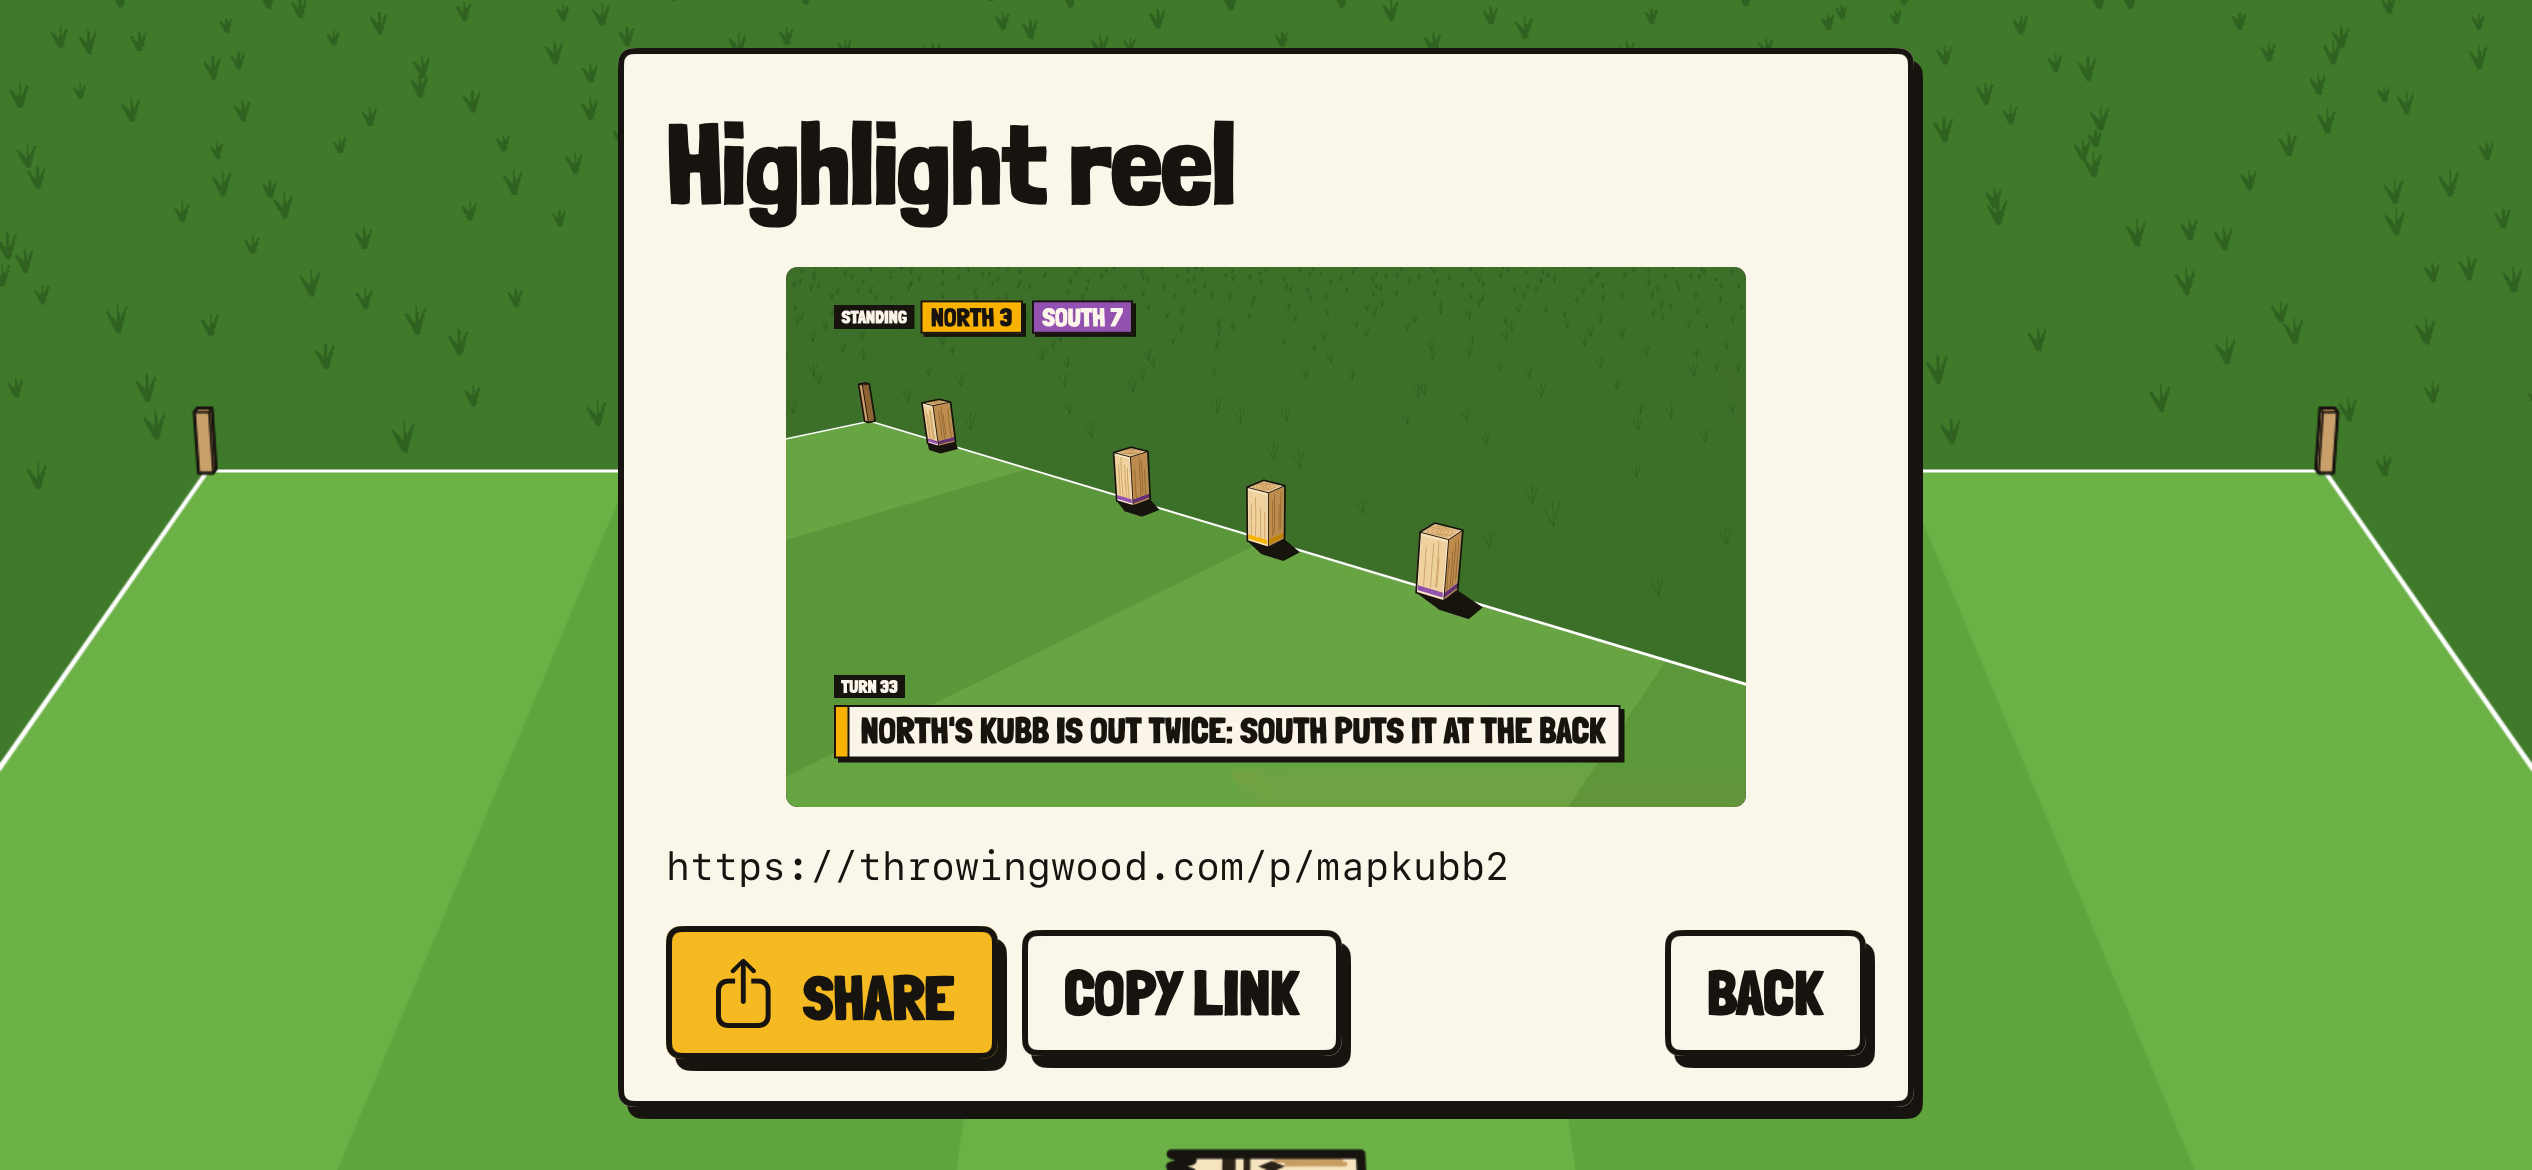 Highlight reel
STANDING NORTH 3 SOUTH 7
TURN 33
NORTH'S KUBB IS OUT TWICE: SOUTH PUTS IT AT THE BACK
https://throwingwood.com/p/mapkubb2
SHARE COPY LINK BACK